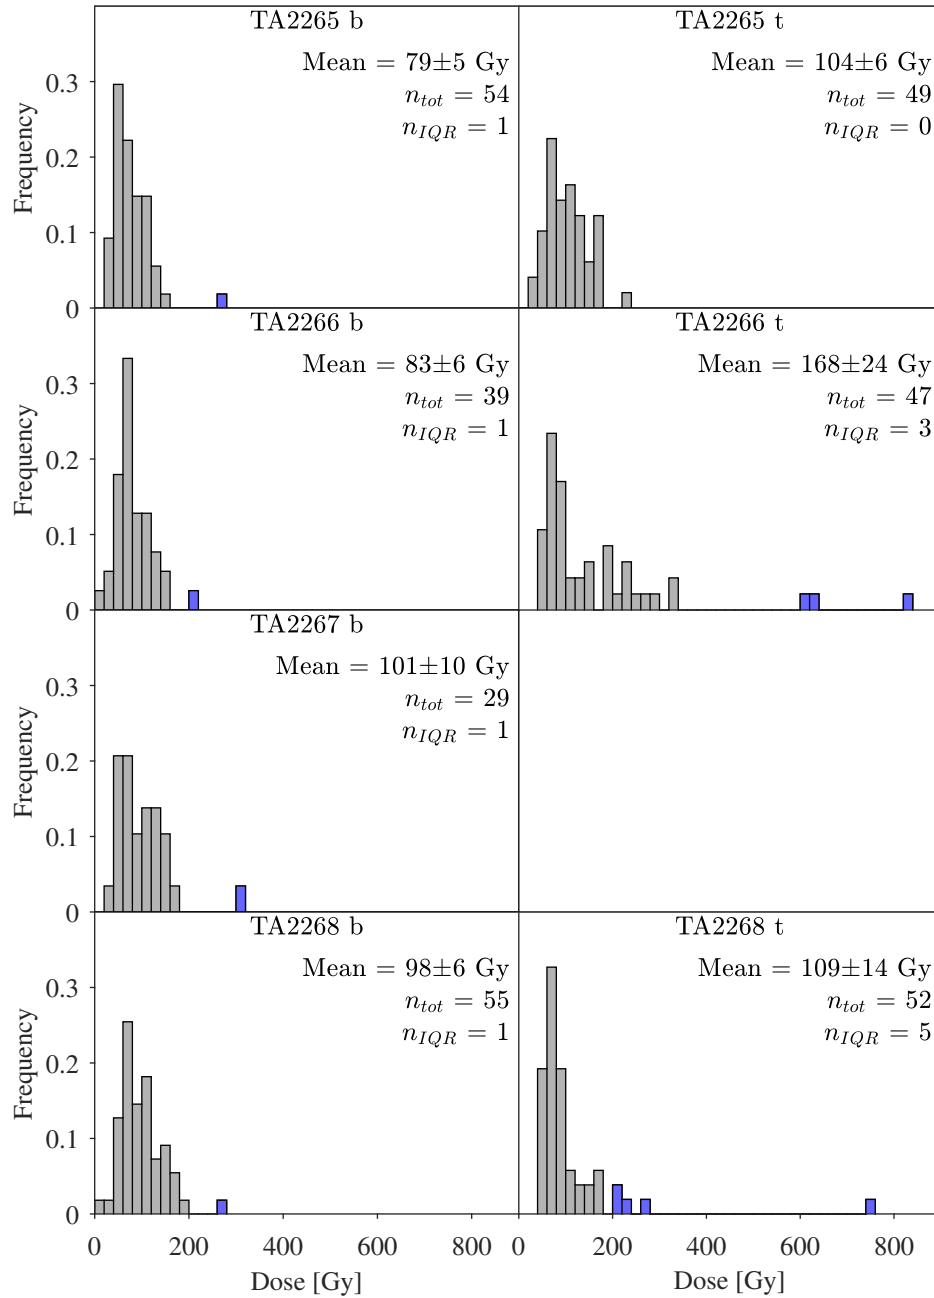 TA2265 b
Mean = 79±5 Gy
n_tot = 54
n_IQR = 1
0.3
0.2
0.1
0
Frequency
TA2265 t
Mean = 104±6 Gy
n_tot = 49
n_IQR = 0
TA2266 b
Mean = 83±6 Gy
n_tot = 39
n_IQR = 1
0.3
0.2
0.1
0
Frequency
TA2266 t
Mean = 168±24 Gy
n_tot = 47
n_IQR = 3
TA2267 b
Mean = 101±10 Gy
n_tot = 29
n_IQR = 1
0.3
0.2
0.1
0
Frequency
TA2268 b
Mean = 98±6 Gy
n_tot = 55
n_IQR = 1
0.3
0.2
0.1
0
Frequency
0 200 400 600 800
Dose [Gy]
TA2268 t
Mean = 109±14 Gy
n_tot = 52
n_IQR = 5
0 200 400 600 800
Dose [Gy]